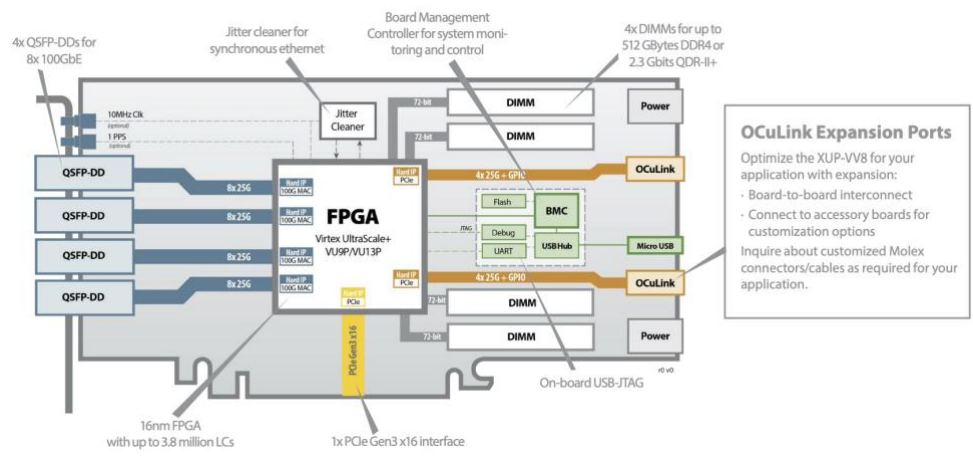 4x QSFP-DDs for
8x 100GbE
Jitter cleaner for
synchronous ethernet
Board Management
Controller for system moni-
toring and control
4x DIMMs for up to
512 GBytes DDR4 or
2.3 Gbits QDR-II+
10MHz Clk
(optional)
1 PPS
(optional)
Jitter
Cleaner
72-bit
DIMM
72-bit
DIMM
Power
QSFP-DD
8x 25G
QSFP-DD
8x 25G
QSFP-DD
8x 25G
QSFP-DD
8x 25G
Hard IP
100G MAC
Hard IP
100G MAC
Hard IP
100G MAC
Hard IP
100G MAC
FPGA
Virtex UltraScale+
VU9P/VU13P
Hard IP
PCIe
Hard IP
PCIe
Hard IP
PCIe
4x 25G + GPIO
OCuLink
Flash
BMC
JTAG
Debug
UART
USB Hub
Micro USB
4x 25G + GPIO
OCuLink
72-bit
DIMM
72-bit
DIMM
Power
r0 v0
PCIe Gen3 x16
OCuLink Expansion Ports
Optimize the XUP-VV8 for your
application with expansion:
· Board-to-board interconnect
· Connect to accessory boards for
customization options
Inquire about customized Molex
connectors/cables as required for your
application.
On-board USB-JTAG
16nm FPGA
with up to 3.8 million LCs
1x PCIe Gen3 x16 interface